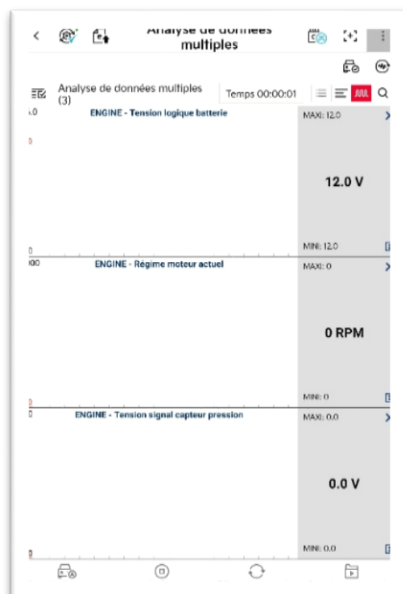 Analyse de données
multiples
Analyse de données multiples
(3)
Temps 00:00:01
ENGINE - Tension logique batterie
MAXI: 12.0
12.0 V
0
MINI: 12.0
ENGINE - Régime moteur actuel
MAXI: 0
0 RPM
MINI: 0
ENGINE - Tension signal capteur pression
MAXI: 0.0
0.0 V
MINI: 0.0